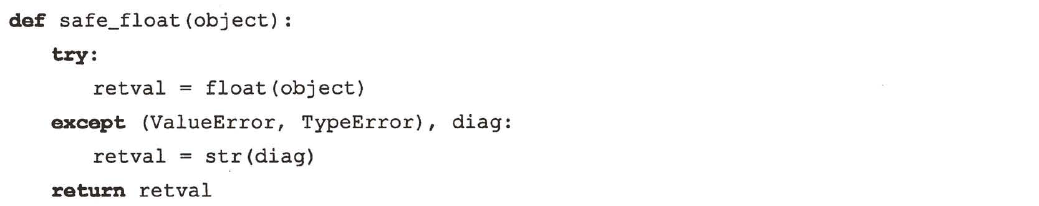 def safe_float(object):
    try:
        retval = float(object)
    except (ValueError, TypeError), diag:
        retval = str(diag)
    return retval